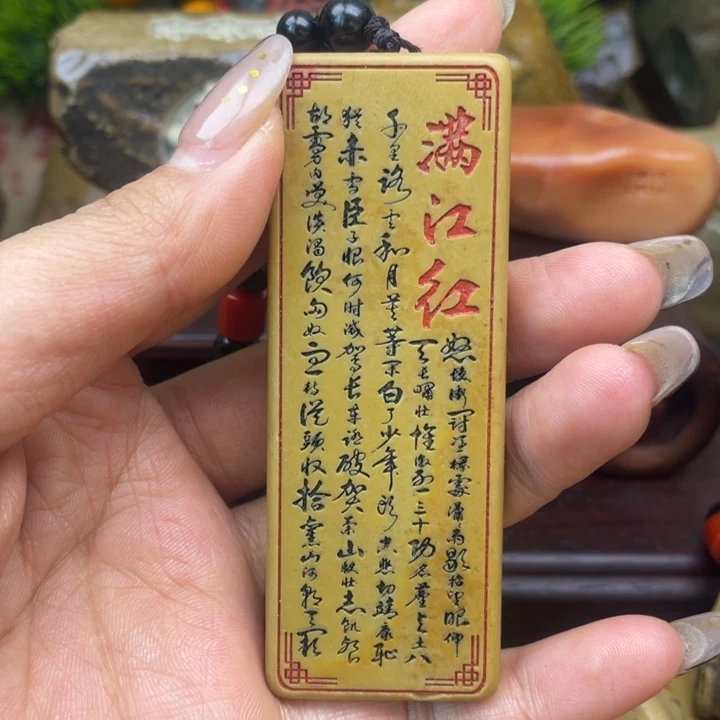 满江红
怒发衝冠凭栏处潇雨歇抬望眼仰
天长啸壮怀激烈三十功名尘与土八
千里路云和月莫等闲白了少年头空悲切靖康耻
犹未雪臣子恨何时灭驾长车踏破贺兰山缺壮志饥餐
胡虏肉笑谈渴饮匈奴血待从头收拾旧山河朝天阙